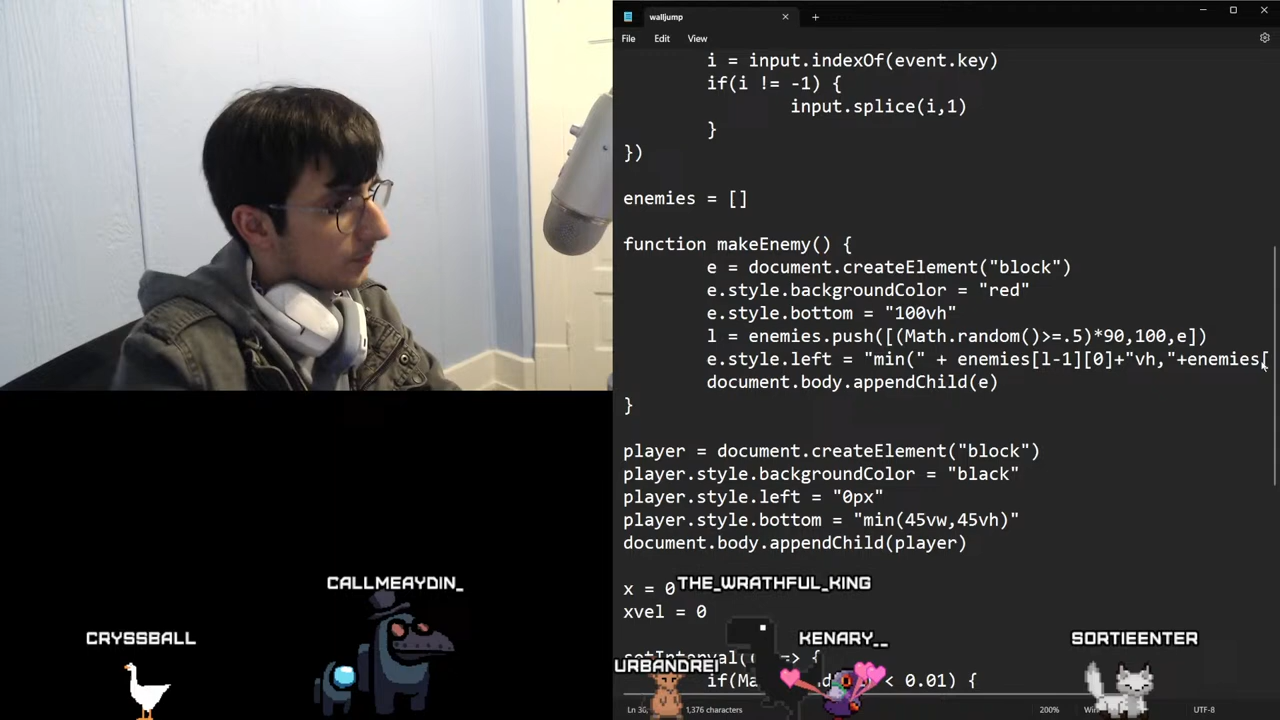 walljump
File Edit View
i = input.indexOf(event.key)
if(i != -1) {
input.splice(i,1)
}
})
enemies = []
function makeEnemy() {
e = document.createElement("block")
e.style.backgroundColor = "red"
e.style.bottom = "100vh"
l = enemies.push([(Math.random()>=.5)*90,100,e])
e.style.left = "min(" + enemies[l-1][0]+"vh,"+enemies[
document.body.appendChild(e)
}
player = document.createElement("block")
player.style.backgroundColor = "black"
player.style.left = "0px"
player.style.bottom = "min(45vw,45vh)"
document.body.appendChild(player)
x = 0
xvel = 0
=> {
< 0.01) {
1,376 characters
200%
UTF-8
CALLMEAYDIN_
THE_WRATHFUL_KING
CRYSSBALL
KENARY__
SORTIEENTER
URBANDREI